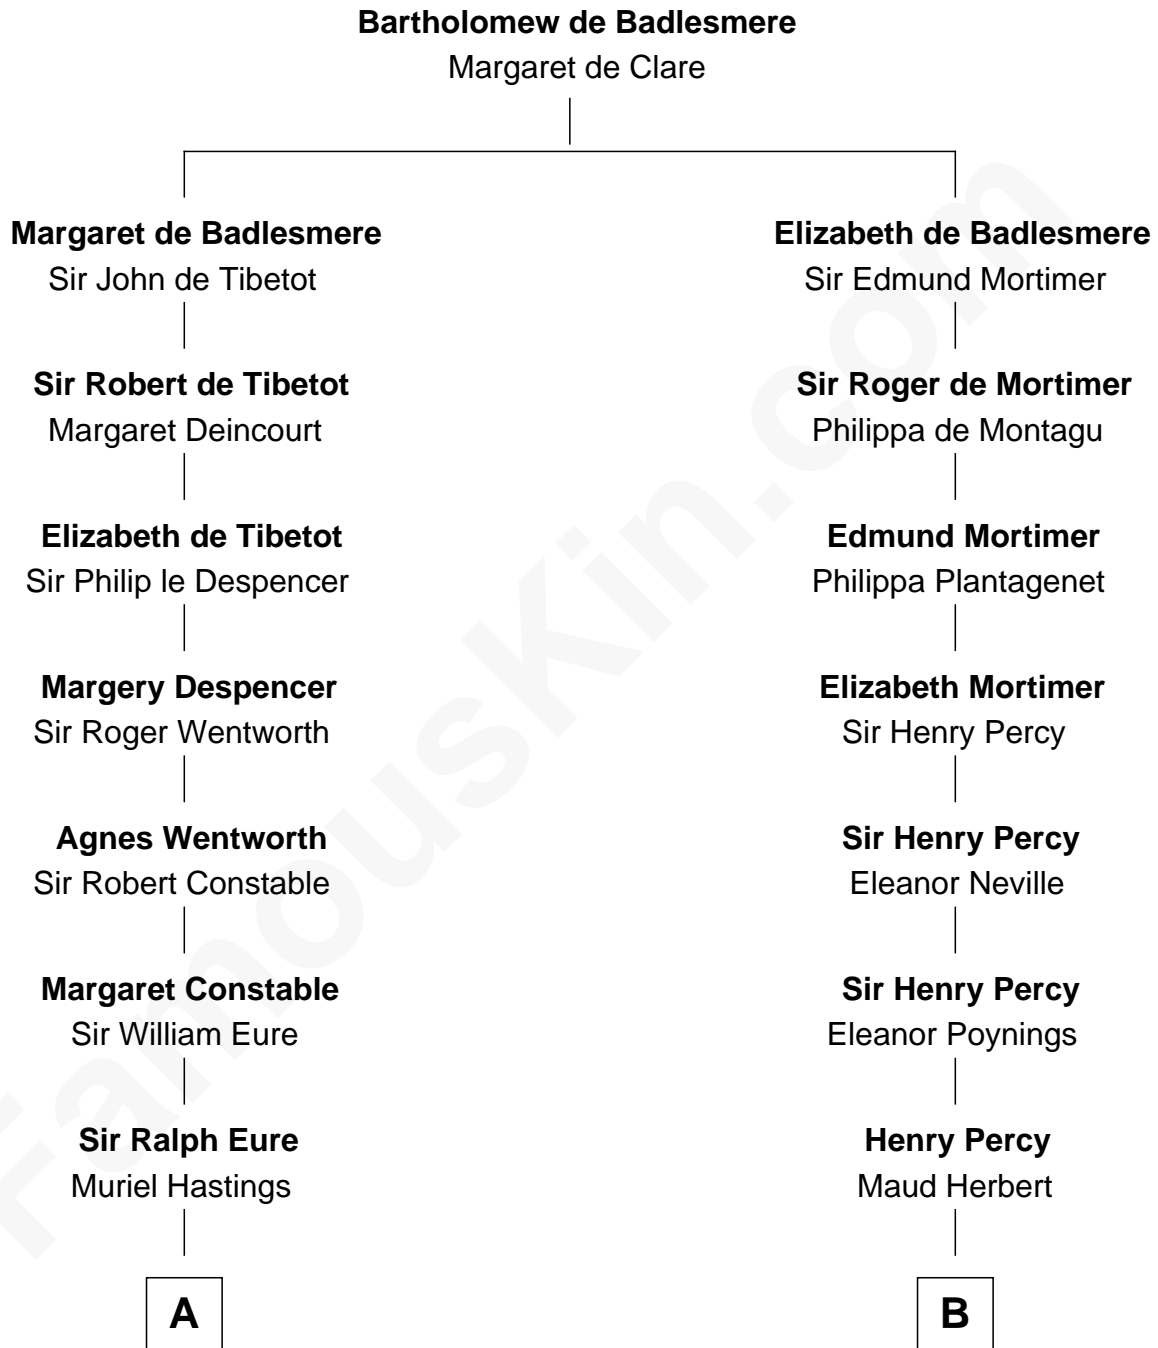 Bartholomew de Badlesmere
Margaret de Clare
Margaret de Badlesmere
Sir John de Tibetot
Elizabeth de Badlesmere
Sir Edmund Mortimer
Sir Robert de Tibetot
Margaret Deincourt
Sir Roger de Mortimer
Philippa de Montagu
Elizabeth de Tibetot
Sir Philip le Despencer
Edmund Mortimer
Philippa Plantagenet
Margery Despencer
Sir Roger Wentworth
Elizabeth Mortimer
Sir Henry Percy
Agnes Wentworth
Sir Robert Constable
Sir Henry Percy
Eleanor Neville
Margaret Constable
Sir William Eure
Sir Henry Percy
Eleanor Poynings
Sir Ralph Eure
Muriel Hastings
Henry Percy
Maud Herbert
A
B
FamousKin.com